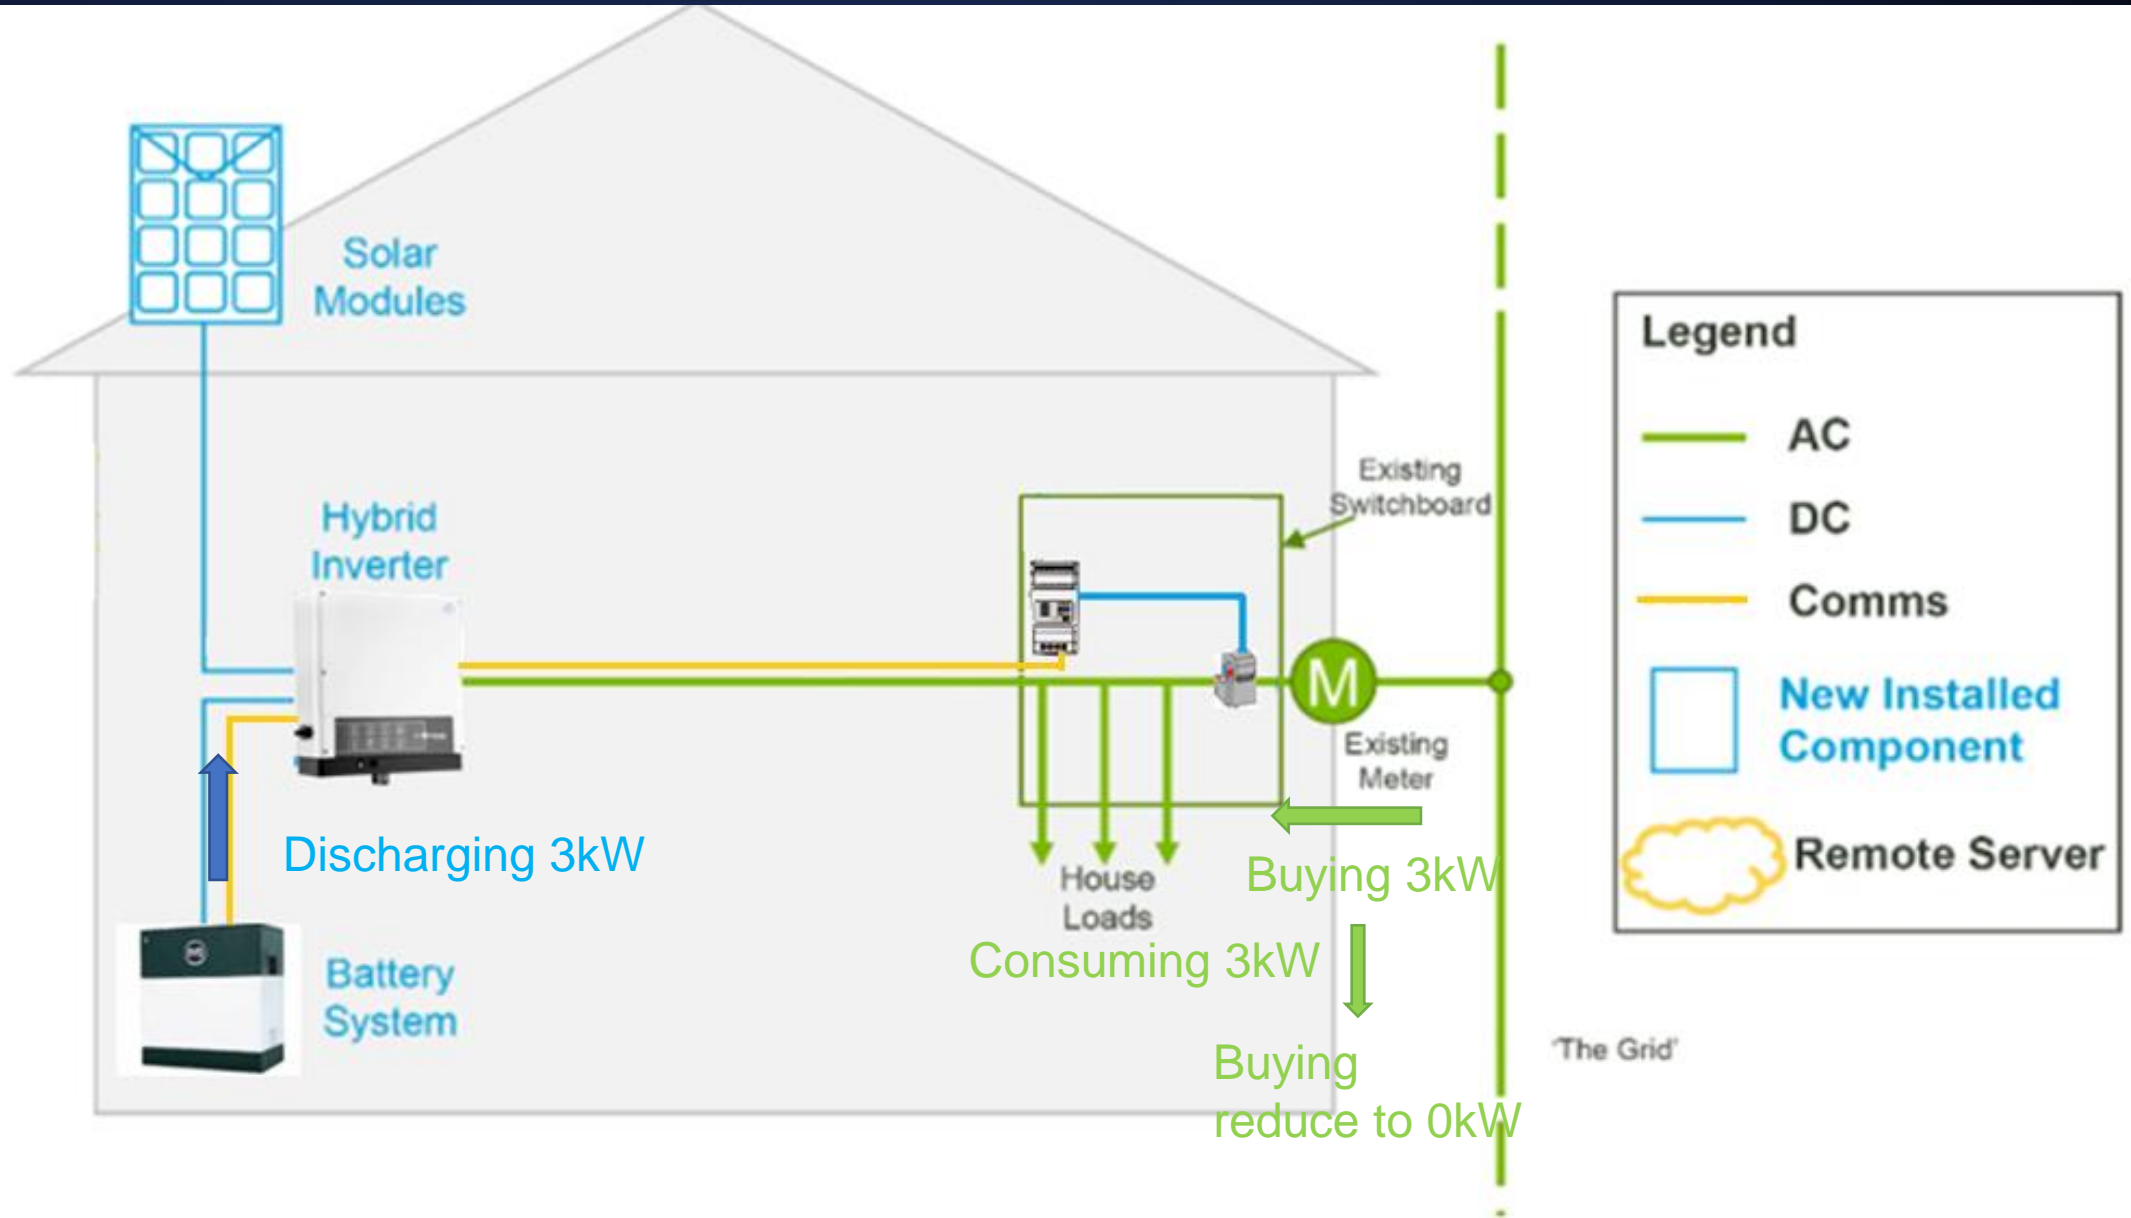 Solar
Modules
Hybrid
Inverter
Discharging 3kW
Battery
System
Existing
Switchboard
M
Existing
Meter
House
Loads
Buying 3kW
Consuming 3kW
Buying
reduce to 0kW
'The Grid'
Legend
AC
DC
Comms
New Installed
Component
Remote Server